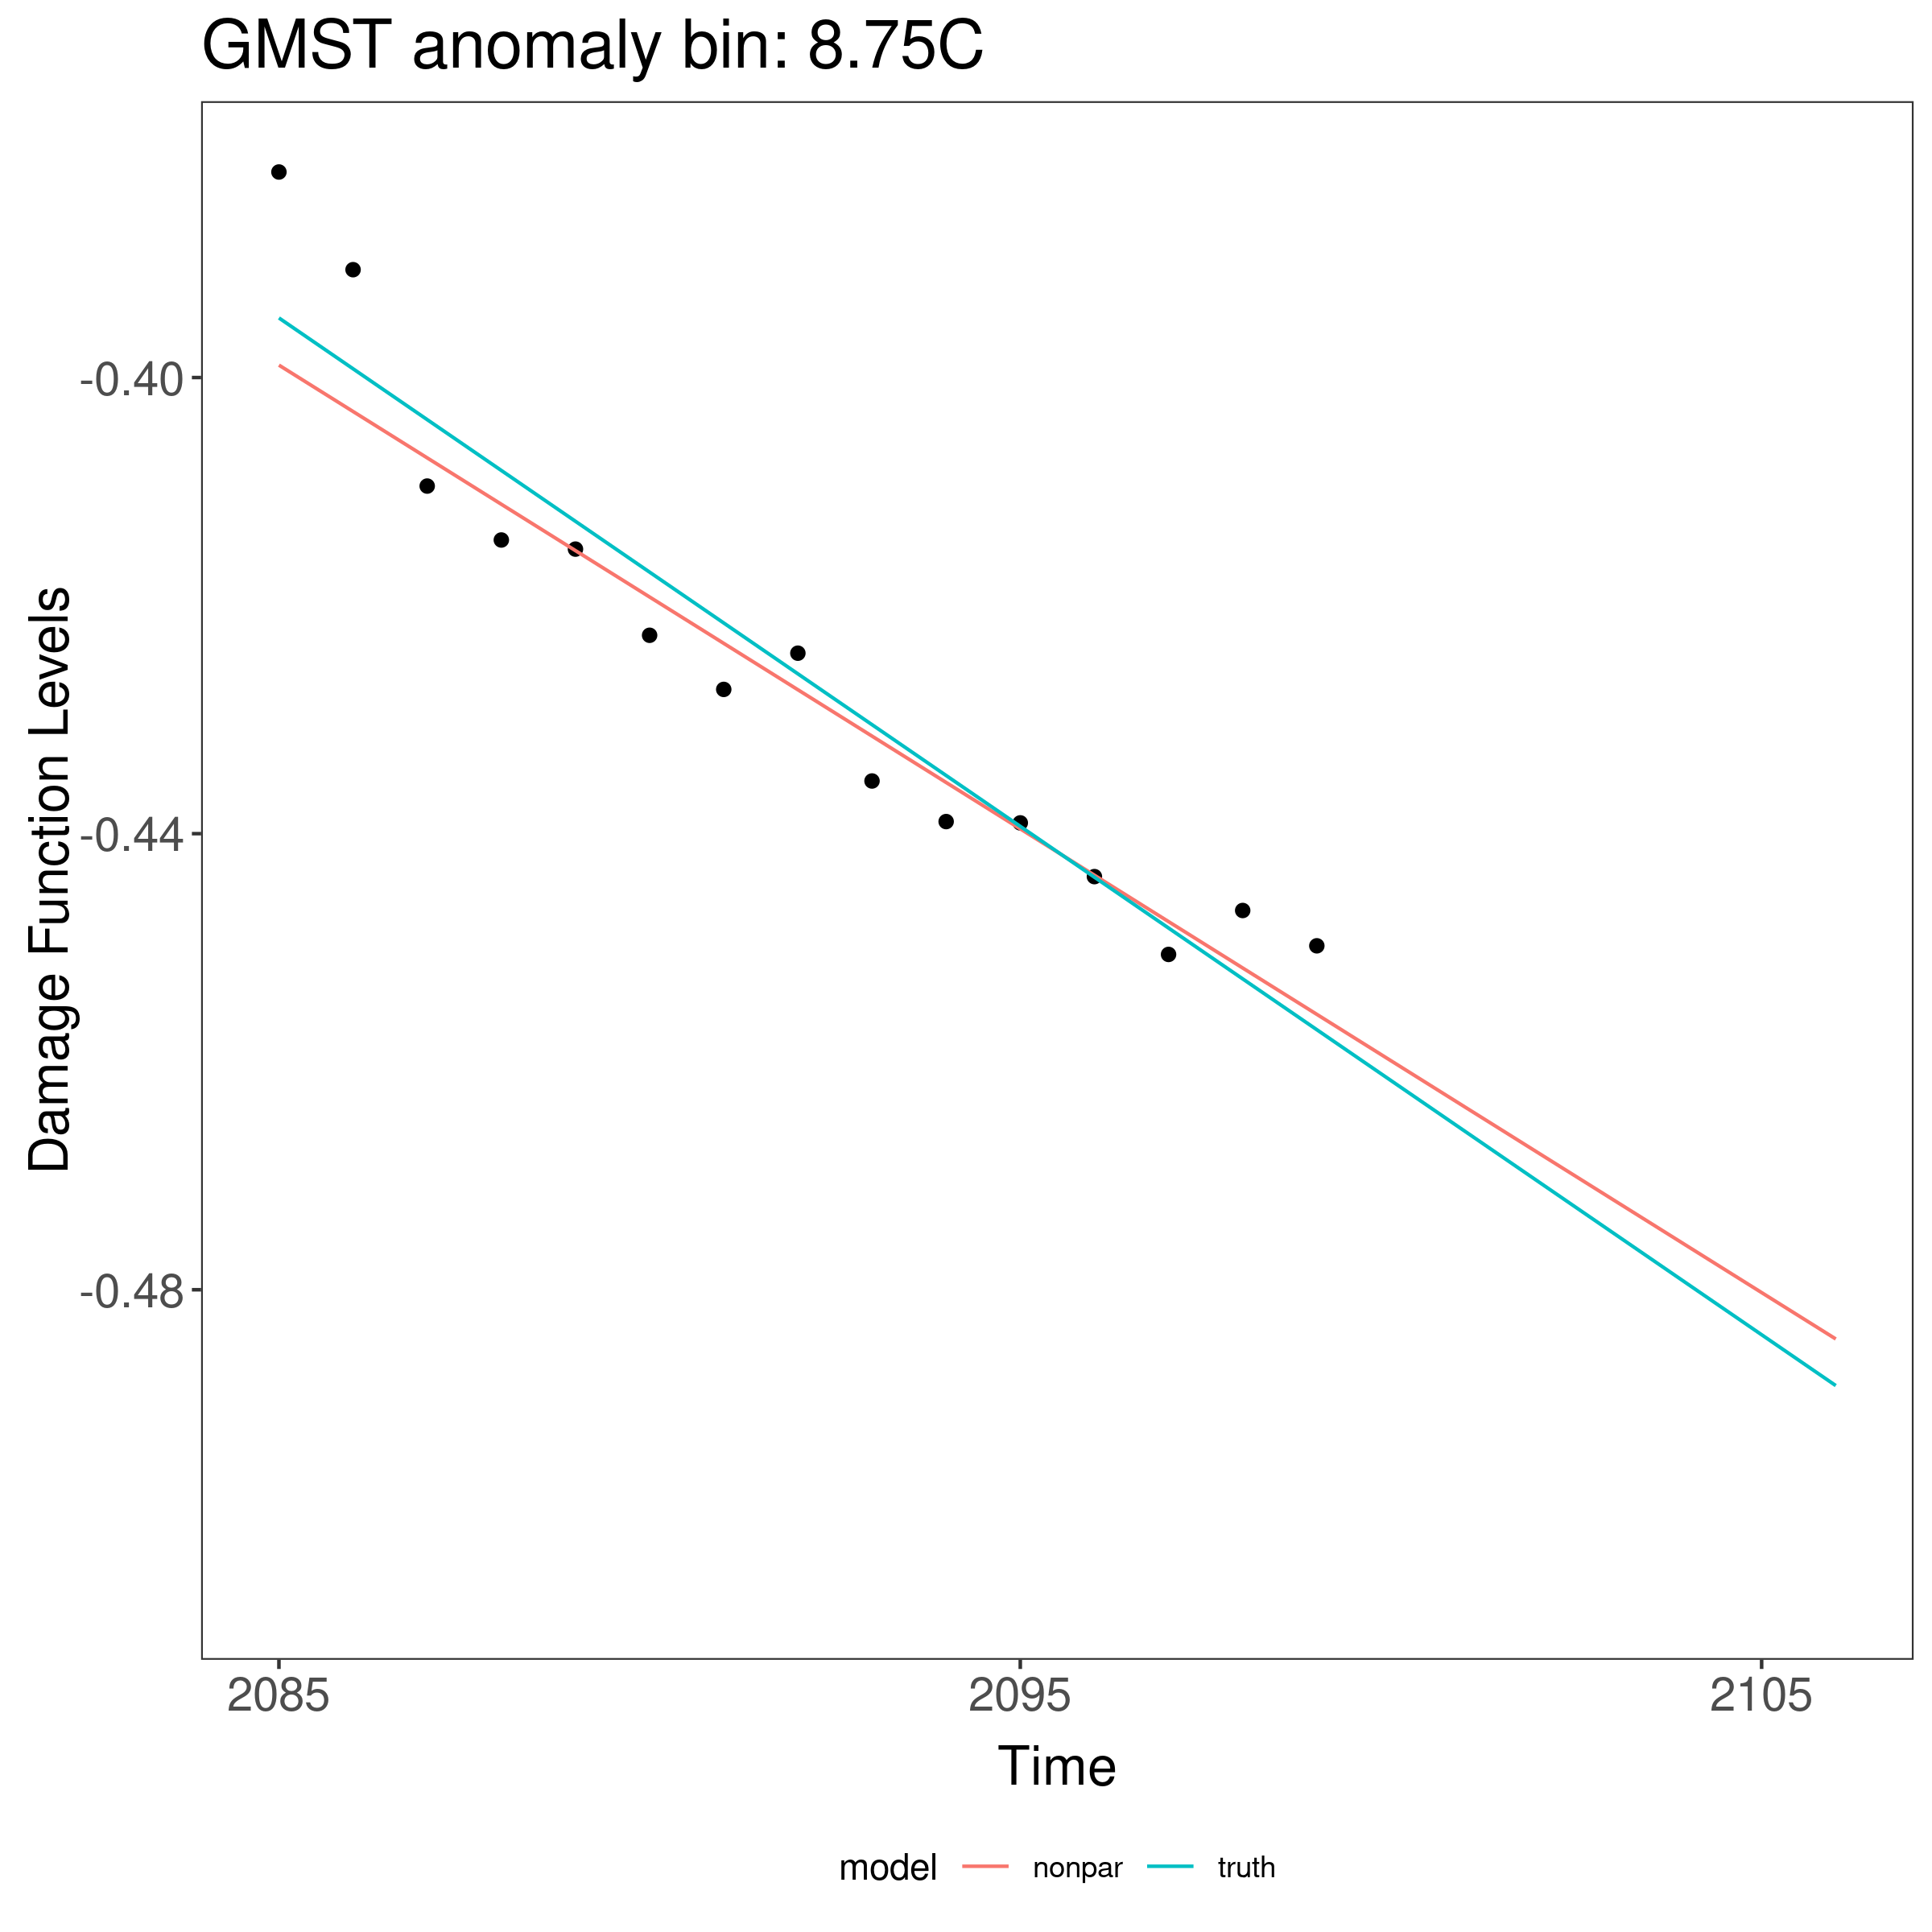 GMST anomaly bin: 8.75C
Damage Function Levels
-0.40
-0.44
-0.48
2085 2095 2105
Time
model nonpar truth